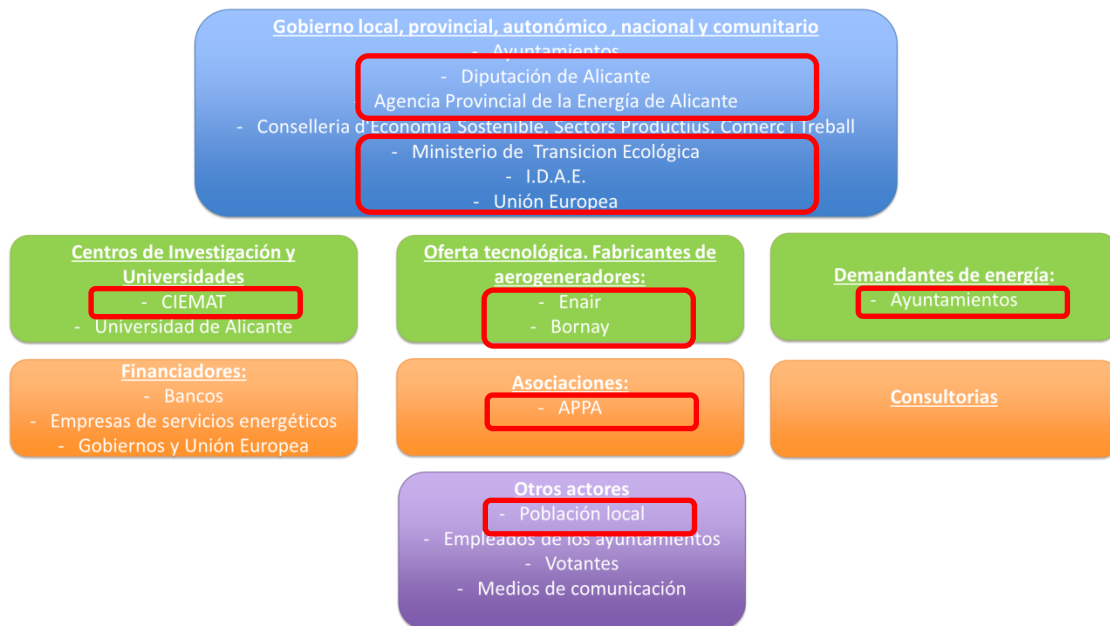 Gobierno local, provincial, autonómico , nacional y comunitario
- Ayuntamientos
- Diputación de Alicante
- Agencia Provincial de la Energía de Alicante
- Conselleria d'Economia Sostenible, Sectors Productius, Comerç i Treball
- Ministerio de Transicion Ecológica
- I.D.A.E.
- Unión Europea
Centros de Investigación y
Universidades
- CIEMAT
- Universidad de Alicante
Oferta tecnológica. Fabricantes de
aerogeneradores:
- Enair
- Bornay
Demandantes de energía:
- Ayuntamientos
Financiadores:
- Bancos
- Empresas de servicios energéticos
- Gobiernos y Unión Europea
Asociaciones:
- APPA
Consultorias
Otros actores
- Población local
- Empleados de los ayuntamientos
- Votantes
- Medios de comunicación